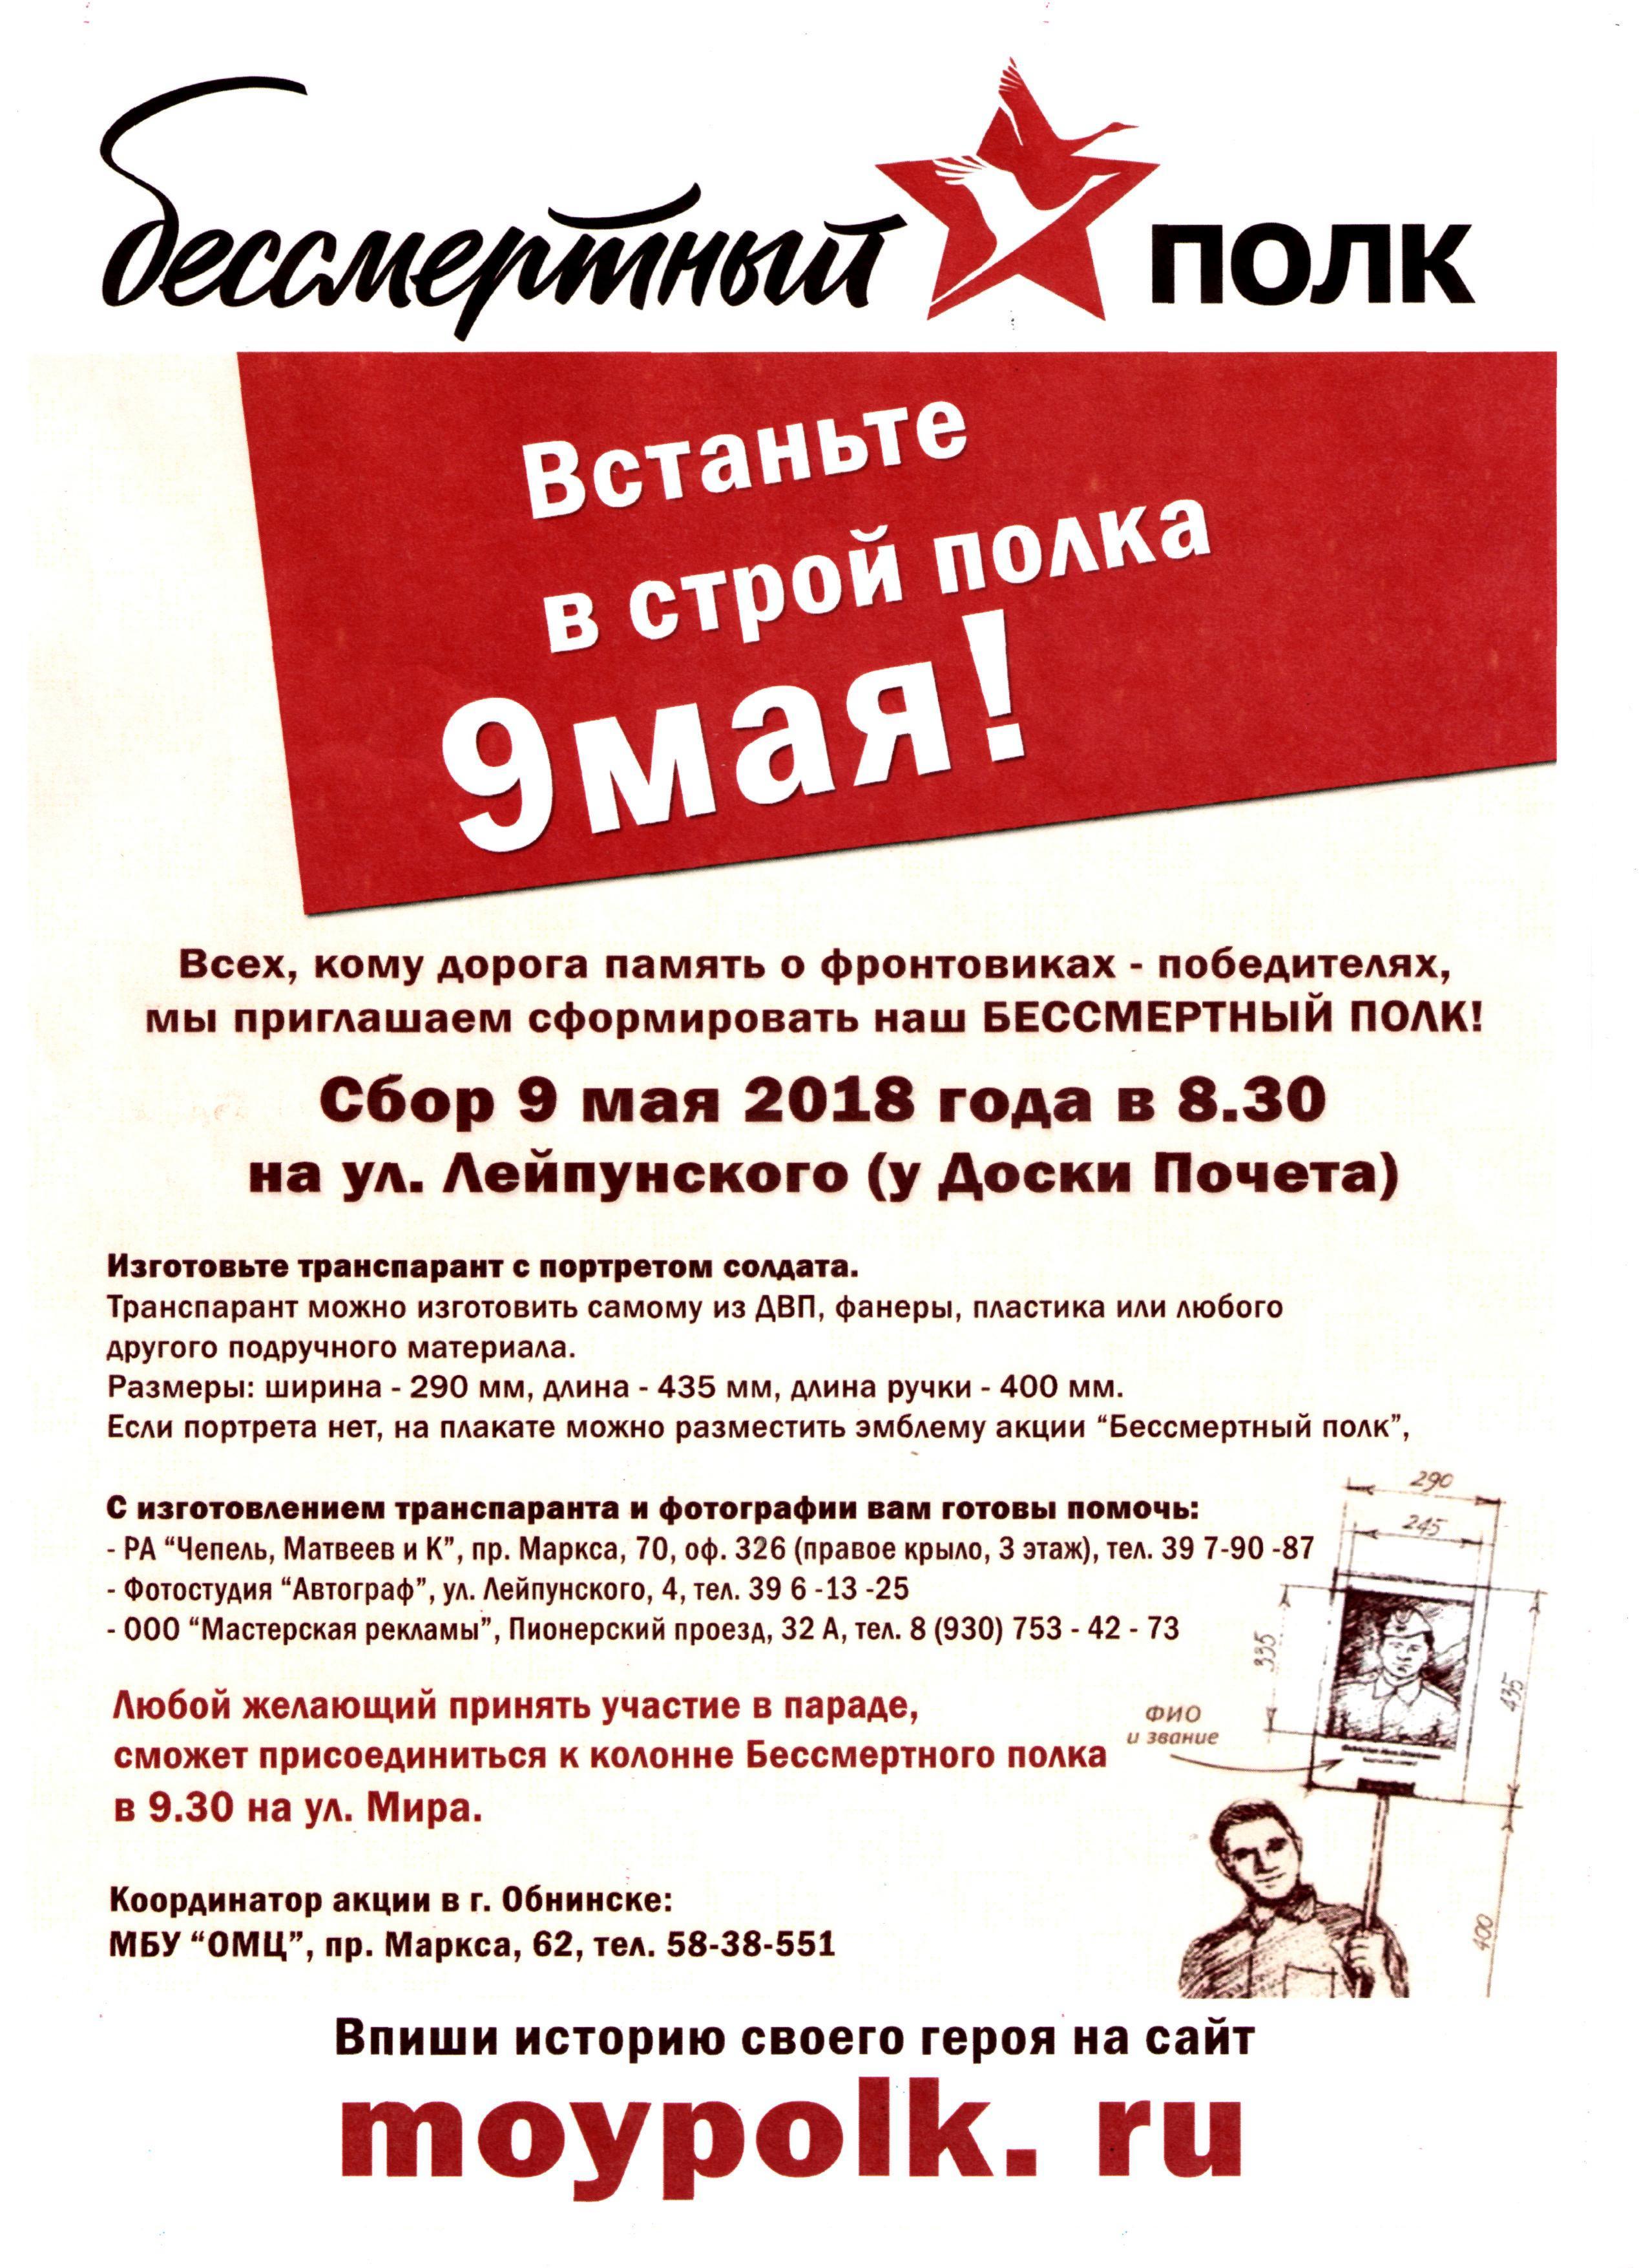 бессмертный ПОЛК
Встаньте
в строй полка
9мая!
Всех, кому дорога память о фронтовиках - победителях,
мы приглашаем сформировать наш БЕССМЕРТНЫЙ ПОЛК!
Сбор 9 мая 2018 года в 8.30
на ул. Лейпунского (у Доски Почета)
Изготовьте транспарант с портретом солдата.
Транспарант можно изготовить самому из ДВП, фанеры, пластика или любого
другого подручного материала.
Размеры: ширина - 290 мм, длина - 435 мм, длина ручки - 400 мм.
Если портрета нет, на плакате можно разместить эмблему акции “Бессмертный полк”,
С изготовлением транспаранта и фотографии вам готовы помочь:
- РА “Чепель, Матвеев и К”, пр. Маркса, 70, оф. 326 (правое крыло, 3 этаж), тел. 39 7-90 -87
- Фотостудия “Автограф”, ул. Лейпунского, 4, тел. 39 6 -13 -25
- ООО “Мастерская рекламы”, Пионерский проезд, 32 А, тел. 8 (930) 753 - 42 - 73
290
245
335
435
ФИО
и звание
400
Любой желающий принять участие в параде,
сможет присоединиться к колонне Бессмертного полка
в 9.30 на ул. Мира.
Координатор акции в г. Обнинске:
МБУ “ОМЦ”, пр. Маркса, 62, тел. 58-38-551
Впиши историю своего героя на сайт
moypolk. ru